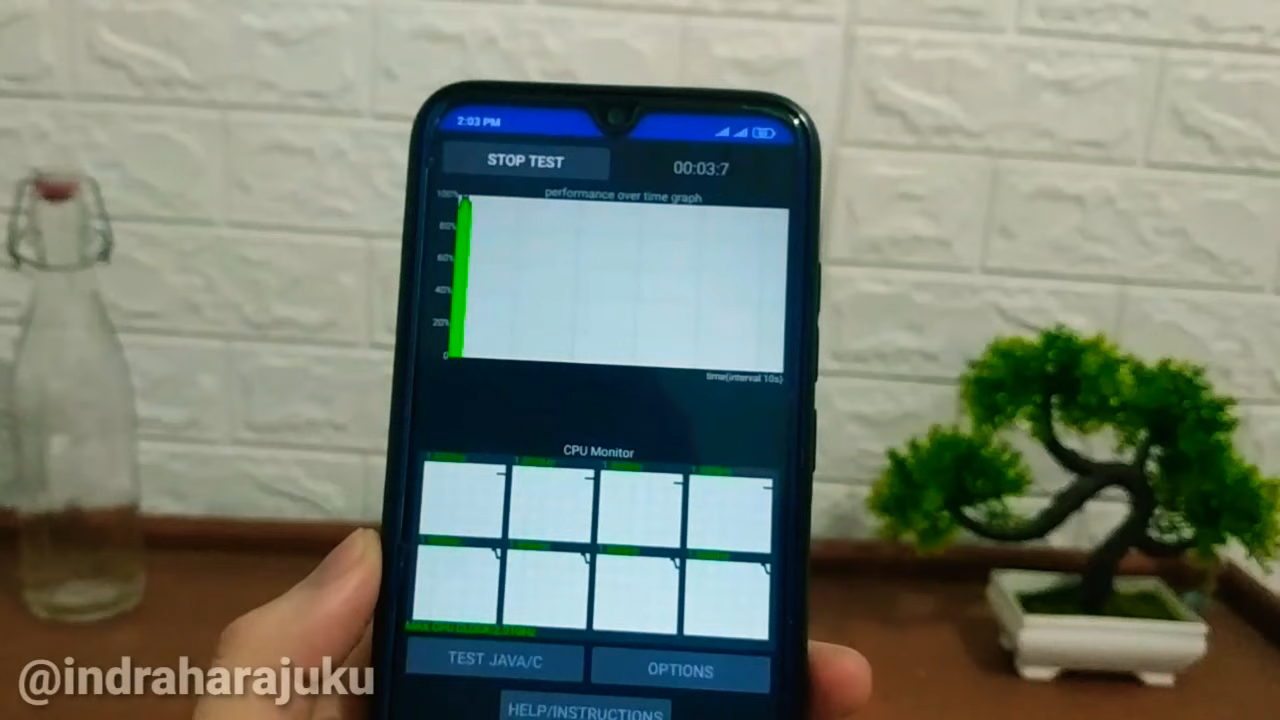 2:03 PM
STOP TEST
00:03:7
performance over time graph
100%
80%
60%
40%
20%
0
time(interval 10s)
CPU Monitor
TEST JAVA/C
OPTIONS
HELP/INSTRUCTIONS
@indraharajuku